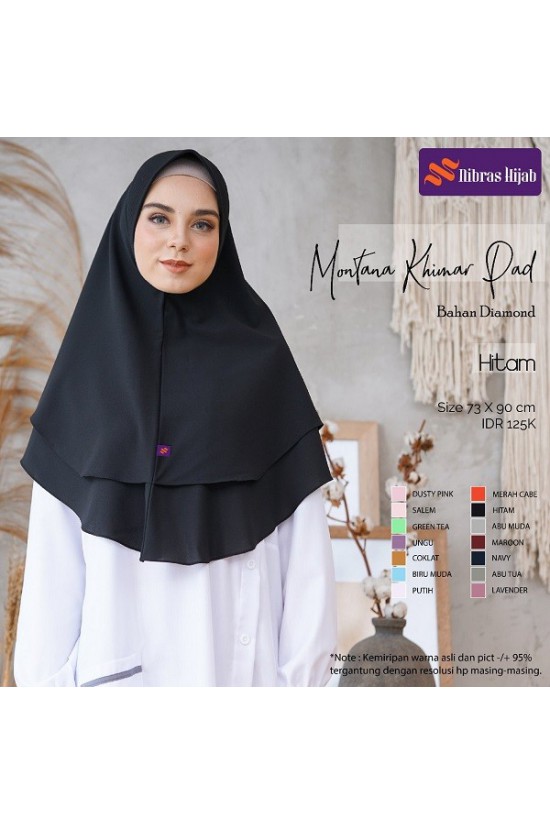 Nibras Hijab
Montana Khimar Pad
Bahan Diamond
Hitam
Size 73 X 90 cm
IDR 125K
DUSTY PINK
SALEM
GREEN TEA
UNGU
COKLAT
BIRU MUDA
PUTIH
MERAH CABE
HITAM
ABU MUDA
MAROON
NAVY
ABU TUA
LAVENDER
*Note : Kemiripan warna asli dan pict -/+ 95%
tergantung dengan resolusi hp masing-masing.